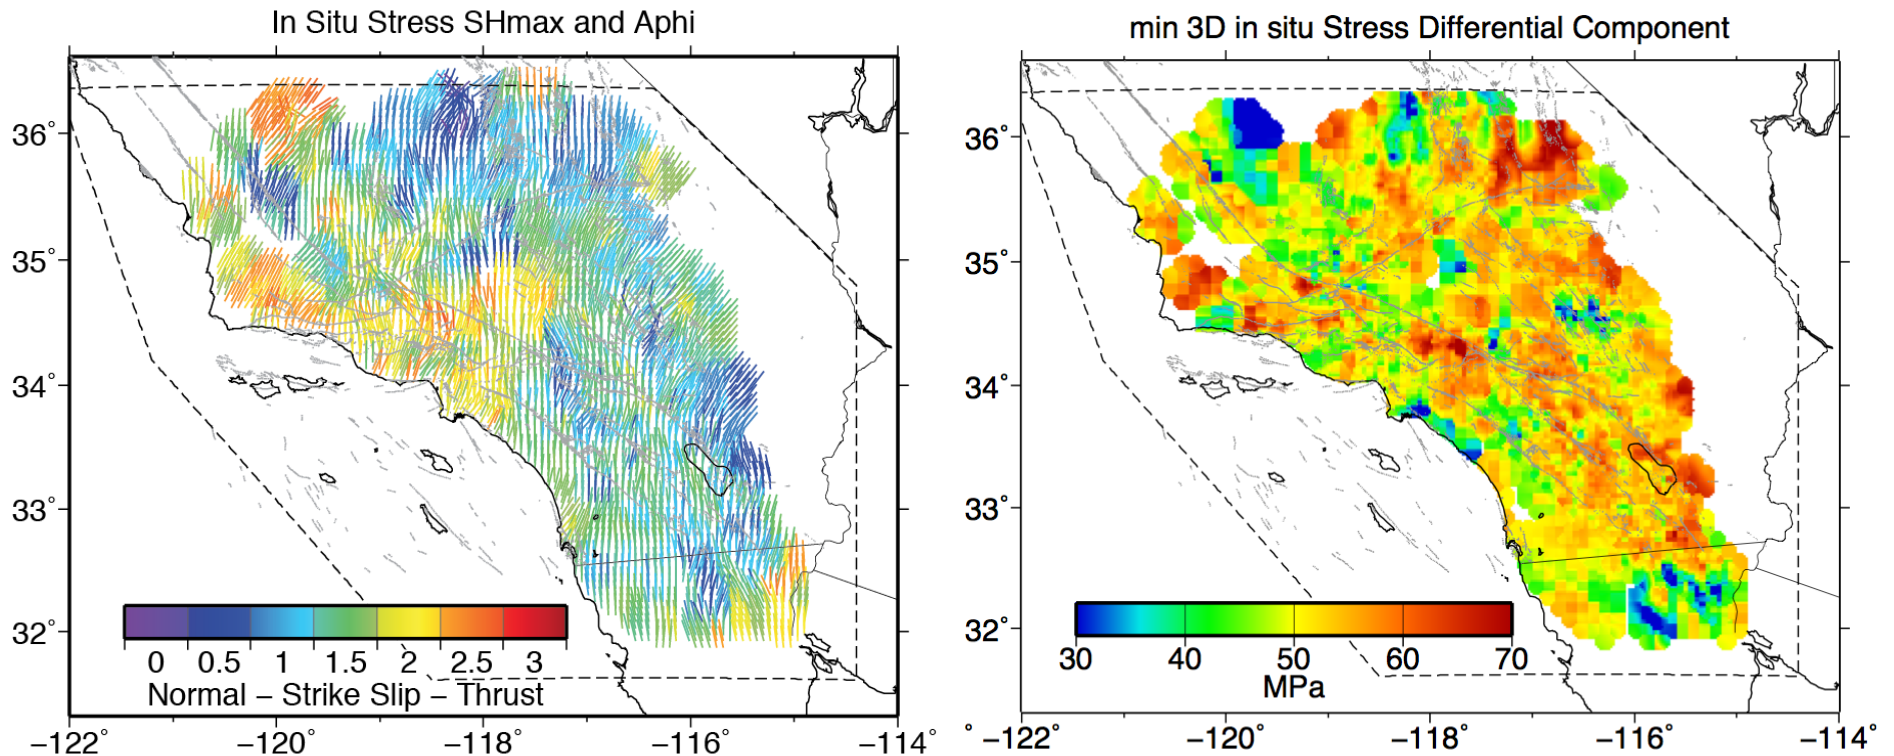 In Situ Stress SHmax and Aphi
36°
35°
34°
33°
32°
0 0.5 1 1.5 2 2.5 3
Normal – Strike Slip – Thrust
−122° −120° −118° −116° −114°
min 3D in situ Stress Differential Component
36°
35°
34°
33°
32°
30 40 50 60 70
MPa
° −122° −120° −118° −116° −114°